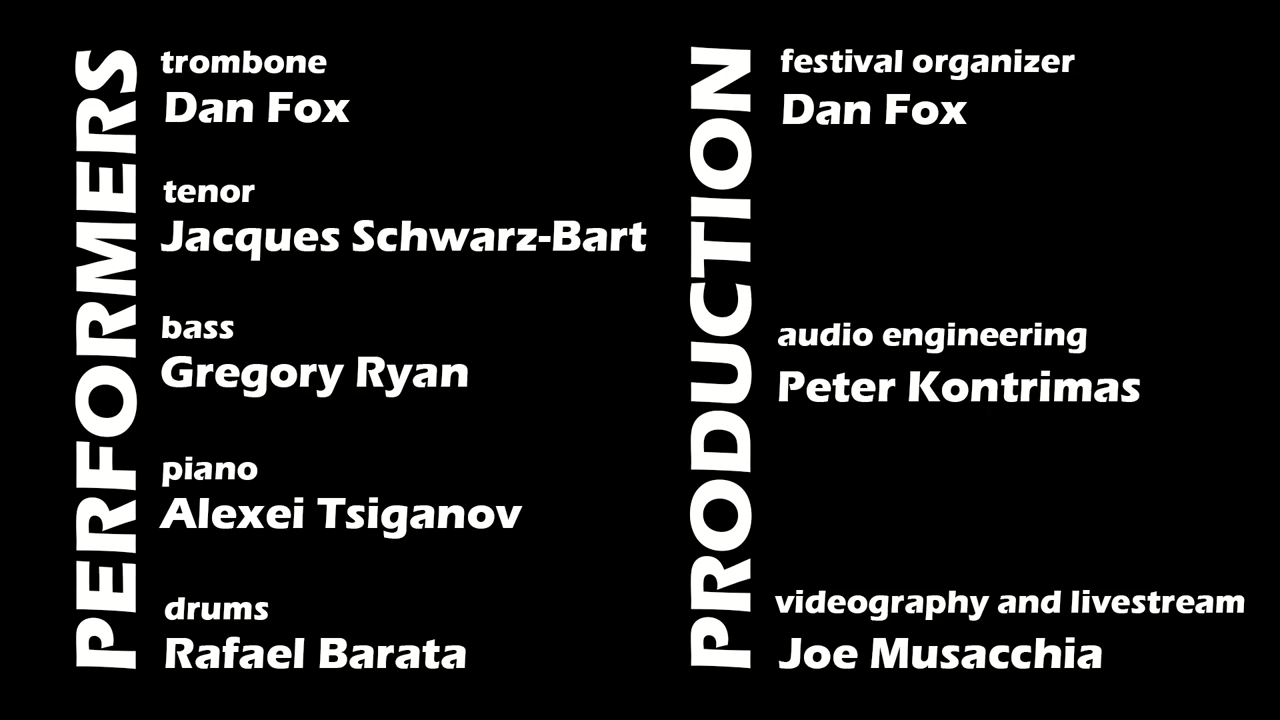 PERFORMERS
trombone
Dan Fox
tenor
Jacques Schwarz-Bart
bass
Gregory Ryan
piano
Alexei Tsiganov
drums
Rafael Barata
PRODUCTION
festival organizer
Dan Fox
audio engineering
Peter Kontrimas
videography and livestream
Joe Musacchia